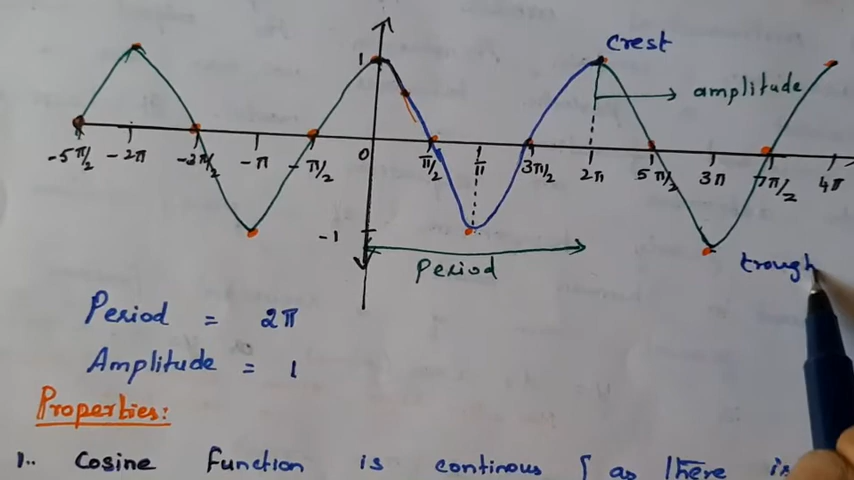 crest
1
amplitude
-5π/2 -2π -3π/2 -π -π/2 0 π/2 π 3π/2 2π 5π/2 3π 7π/2 4π
-1
Period
trough
Period = 2π
Amplitude = 1
Properties:
1.. Cosine function is continous { as there is